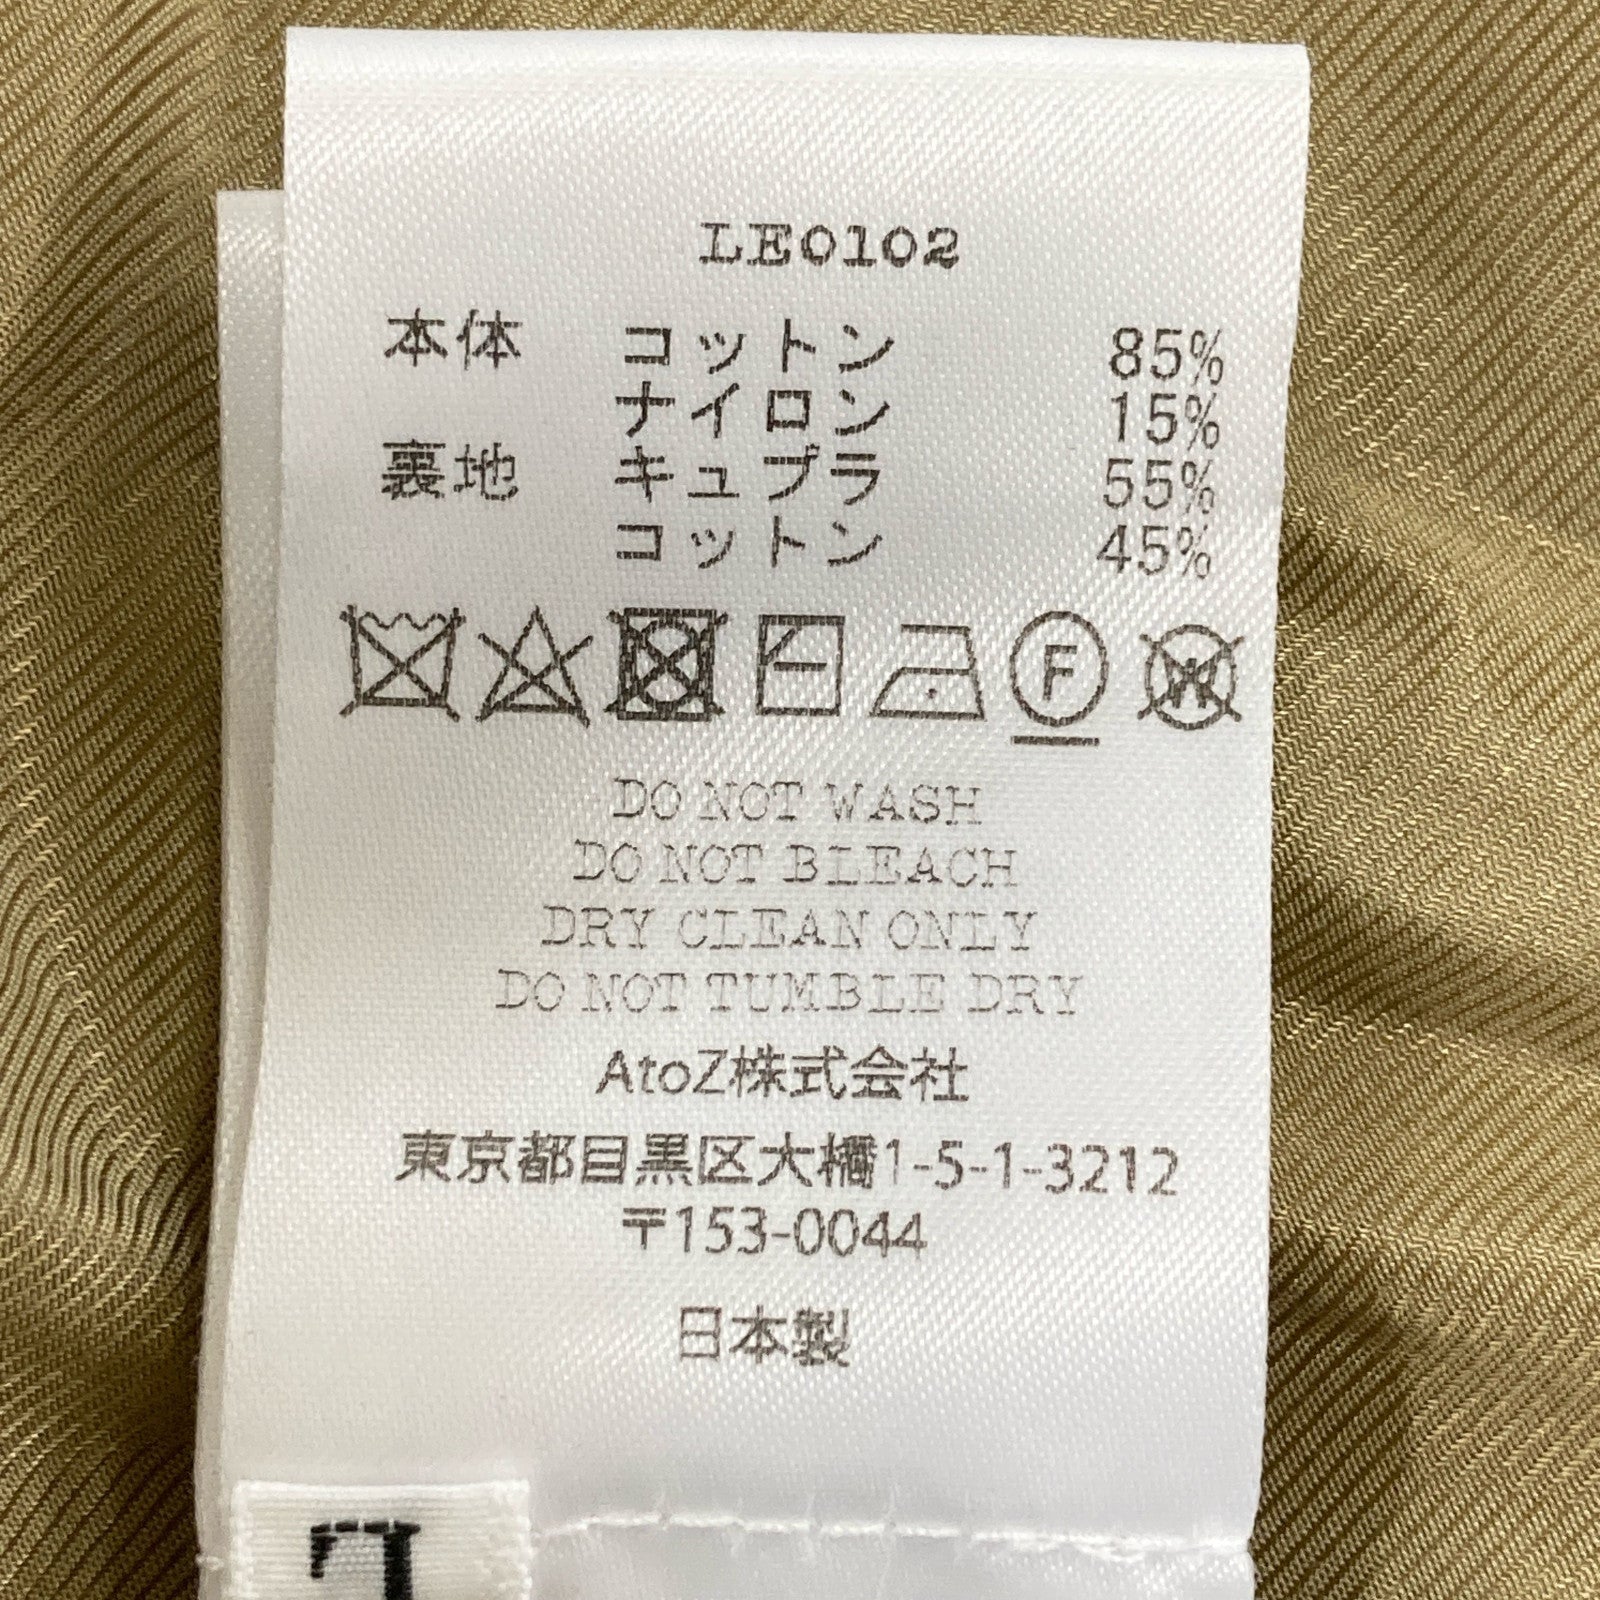 LE0102
本体 コットン 85%
ナイロン 15%
裏地 キュプラ 55%
コットン 45%
F W
DO NOT WASH
DO NOT BLEACH
DRY CLEAN ONLY
DO NOT TUMBLE DRY
AtoZ株式会社
東京都目黒区大橋1-5-1-3212
〒153-0044
日本製
L